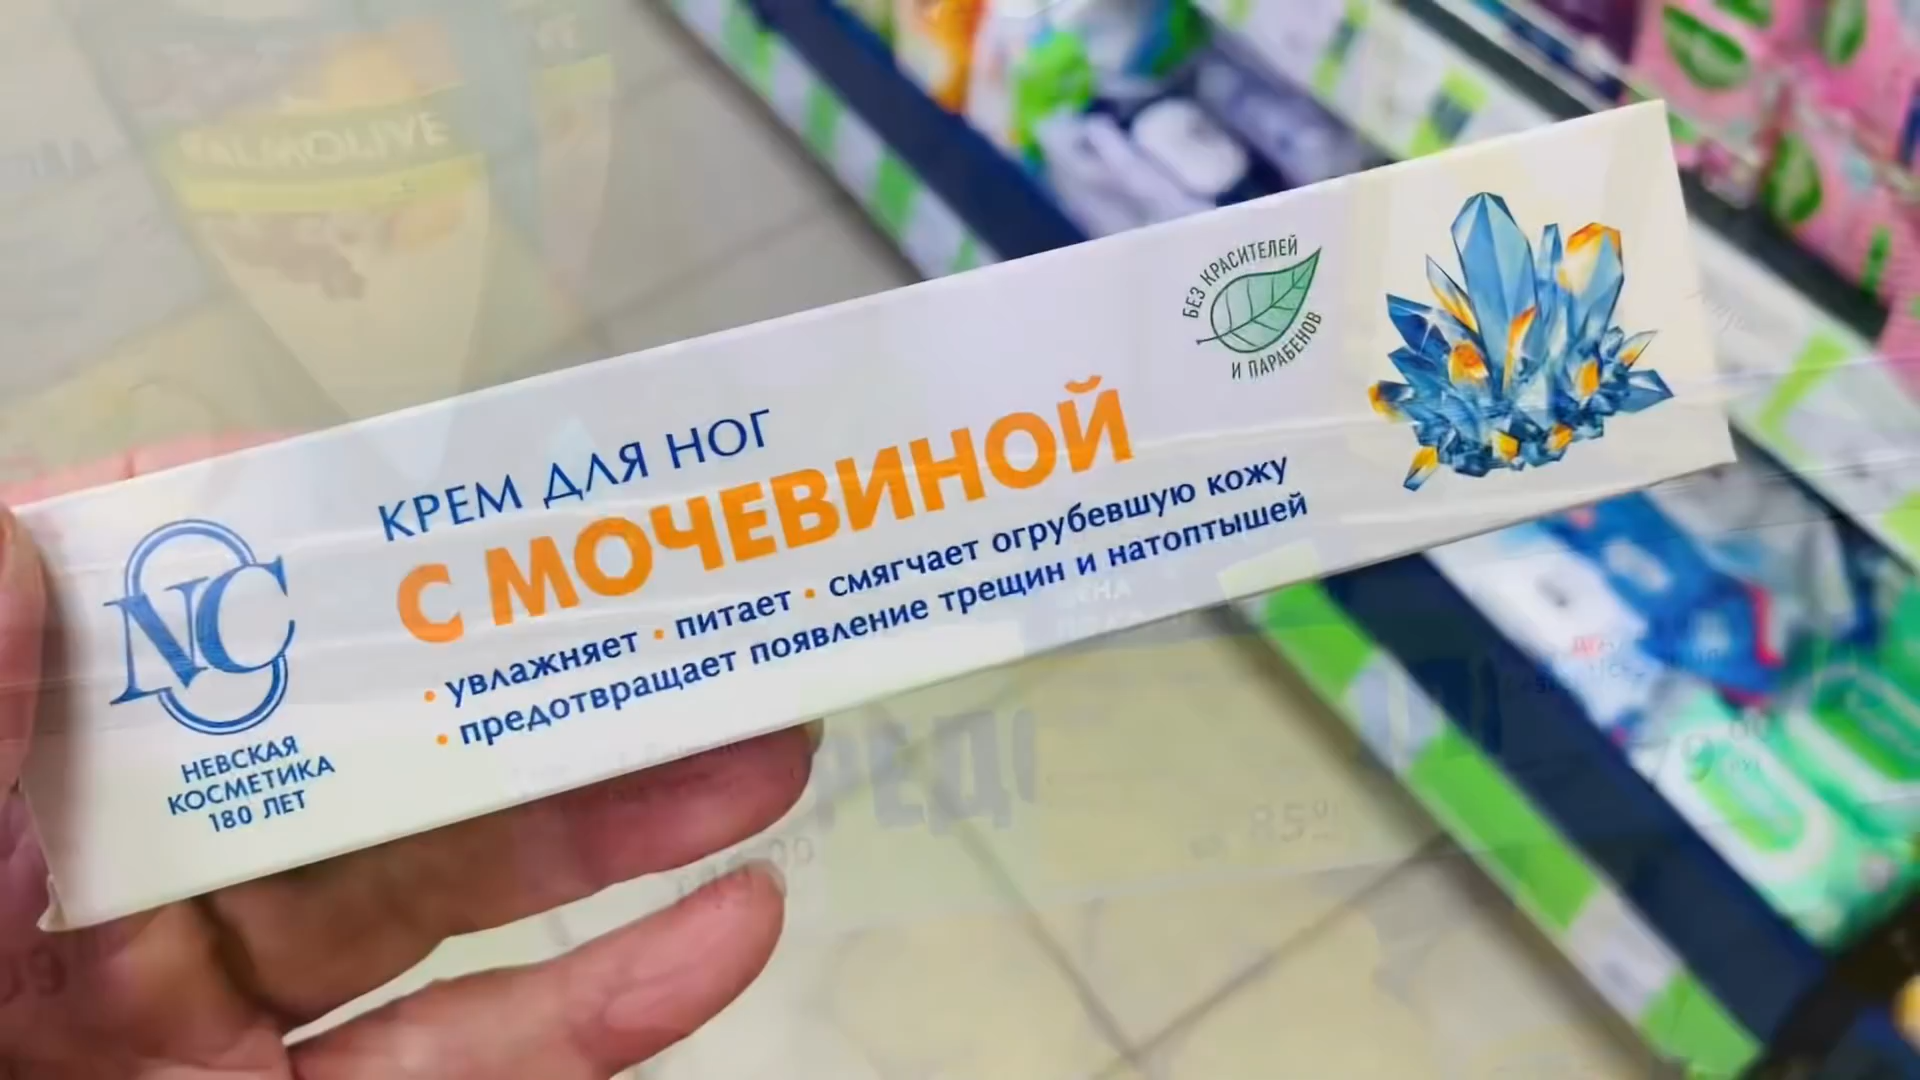 PALMOLIVE
БЕЗ КРАСИТЕЛЕЙ
И ПАРАБЕНОВ
КРЕМ ДЛЯ НОГ
С МОЧЕВИНОЙ
• увлажняет • питает • смягчает огрубевшую кожу
• предотвращает появление трещин и натоптышей
NC
НЕВСКАЯ
КОСМЕТИКА
180 ЛЕТ